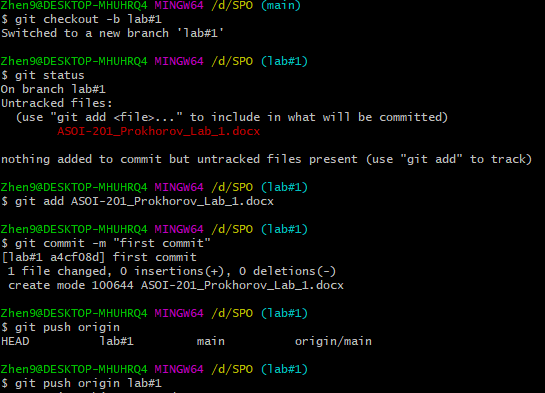 Zhen9@DESKTOP-MHUHRQ4 MINGW64 /d/SPO (main)
$ git checkout -b lab#1
Switched to a new branch 'lab#1'
Zhen9@DESKTOP-MHUHRQ4 MINGW64 /d/SPO (lab#1)
$ git status
On branch lab#1
Untracked files:
(use "git add <file>..." to include in what will be committed)
ASOI-201_Prokhorov_Lab_1.docx
nothing added to commit but untracked files present (use "git add" to track)
Zhen9@DESKTOP-MHUHRQ4 MINGW64 /d/SPO (lab#1)
$ git add ASOI-201_Prokhorov_Lab_1.docx
Zhen9@DESKTOP-MHUHRQ4 MINGW64 /d/SPO (lab#1)
$ git commit -m "first commit"
[lab#1 a4cf08d] first commit
1 file changed, 0 insertions(+), 0 deletions(-)
create mode 100644 ASOI-201_Prokhorov_Lab_1.docx
Zhen9@DESKTOP-MHUHRQ4 MINGW64 /d/SPO (lab#1)
$ git push origin
HEAD lab#1 main origin/main
Zhen9@DESKTOP-MHUHRQ4 MINGW64 /d/SPO (lab#1)
$ git push origin lab#1